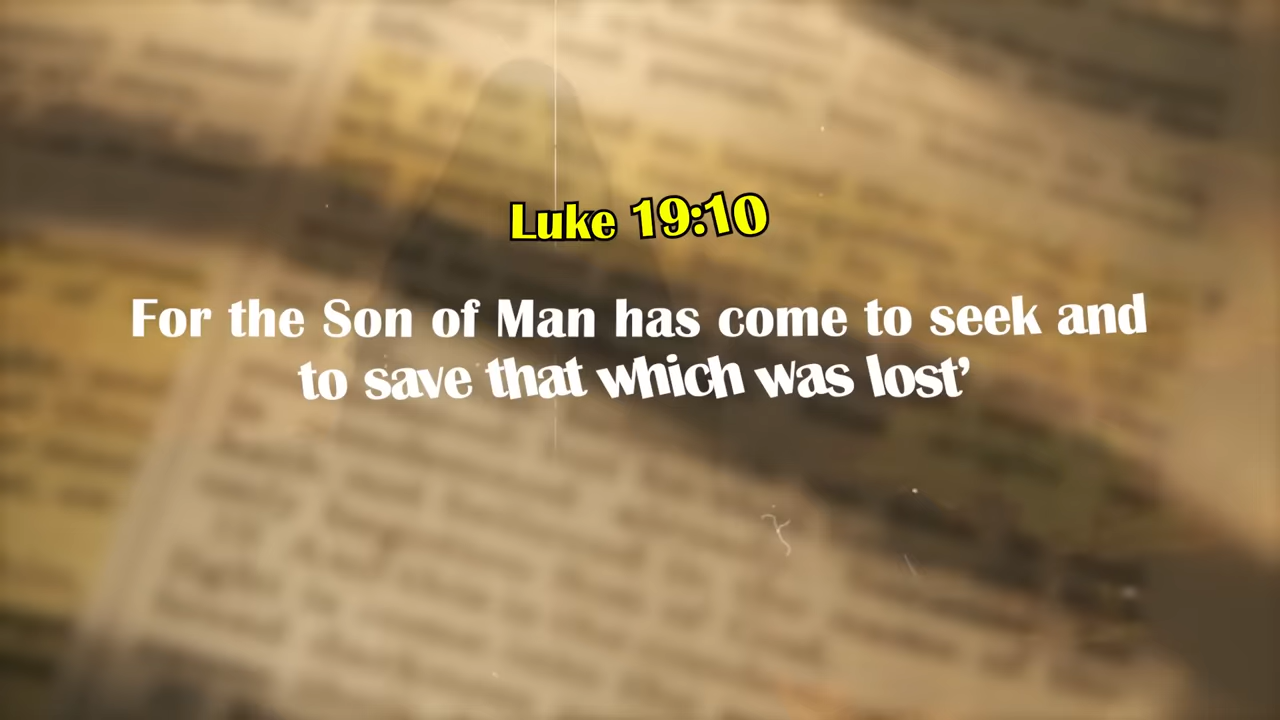 Luke 19:10
For the Son of Man has come to seek and
to save that which was lost’